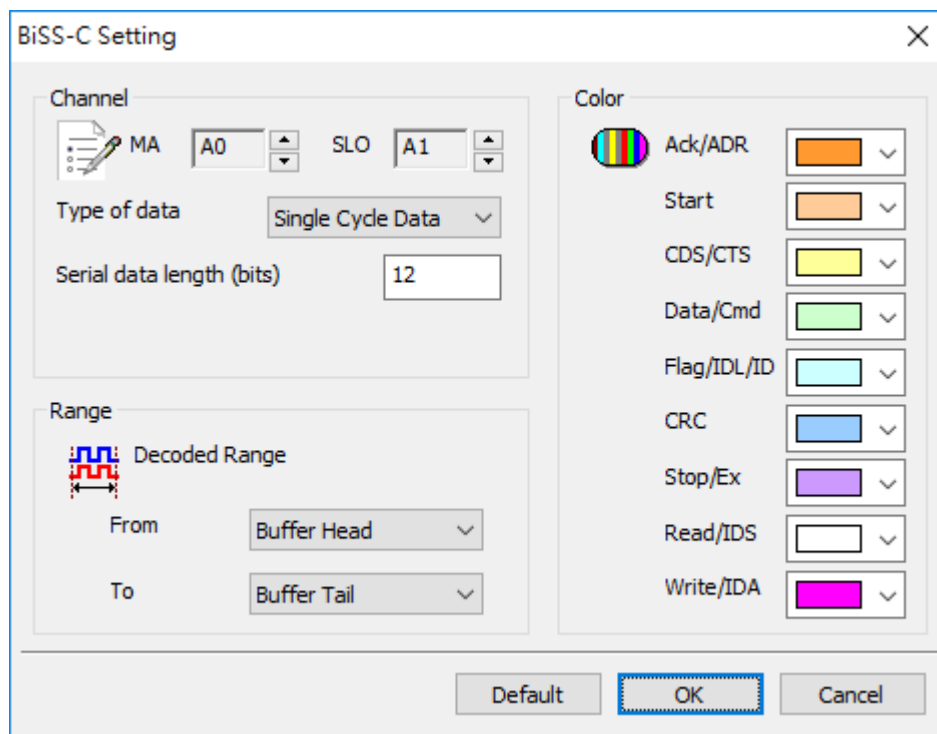 BiSS-C Setting
Channel
MA A0 SLO A1
Type of data Single Cycle Data
Serial data length (bits) 12
Range
Decoded Range
From Buffer Head
To Buffer Tail
Color
Ack/ADR
Start
CDS/CTS
Data/Cmd
Flag/IDL/ID
CRC
Stop/Ex
Read/IDS
Write/IDA
Default OK Cancel